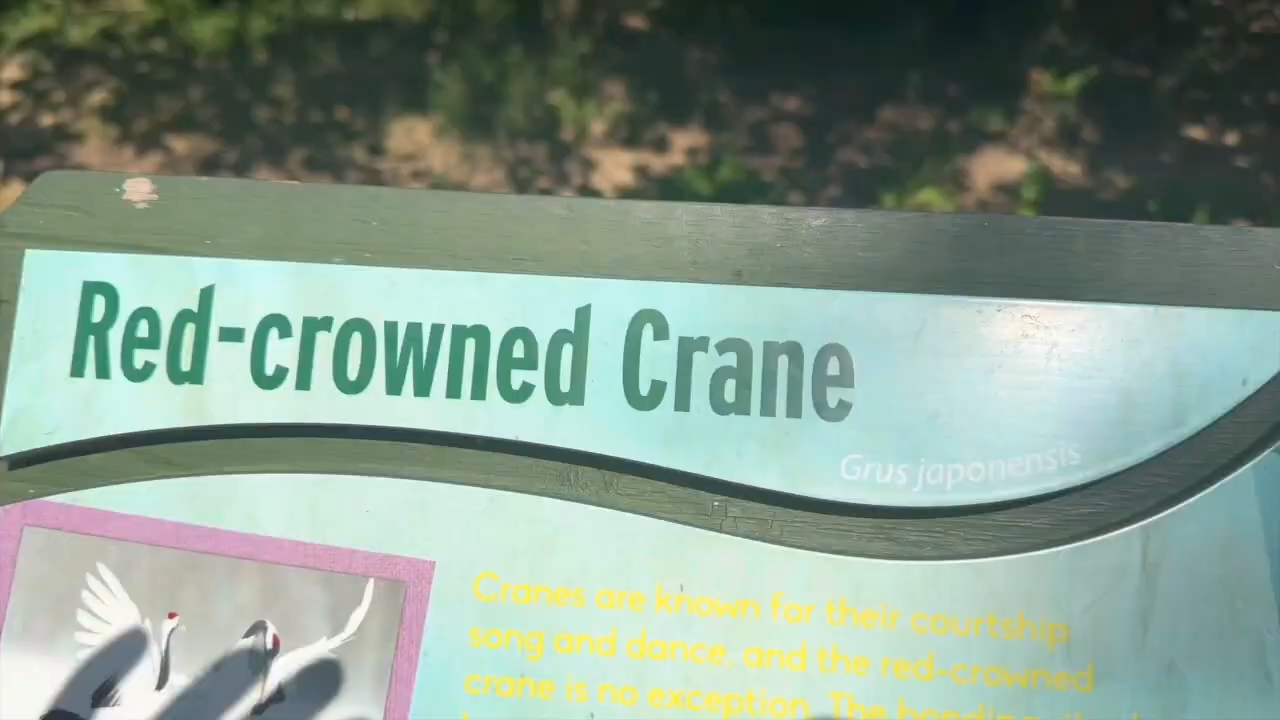 Red-crowned Crane
Grus japonensis
Cranes are known for their courtship
song and dance, and the red-crowned
crane is no exception. The bonding